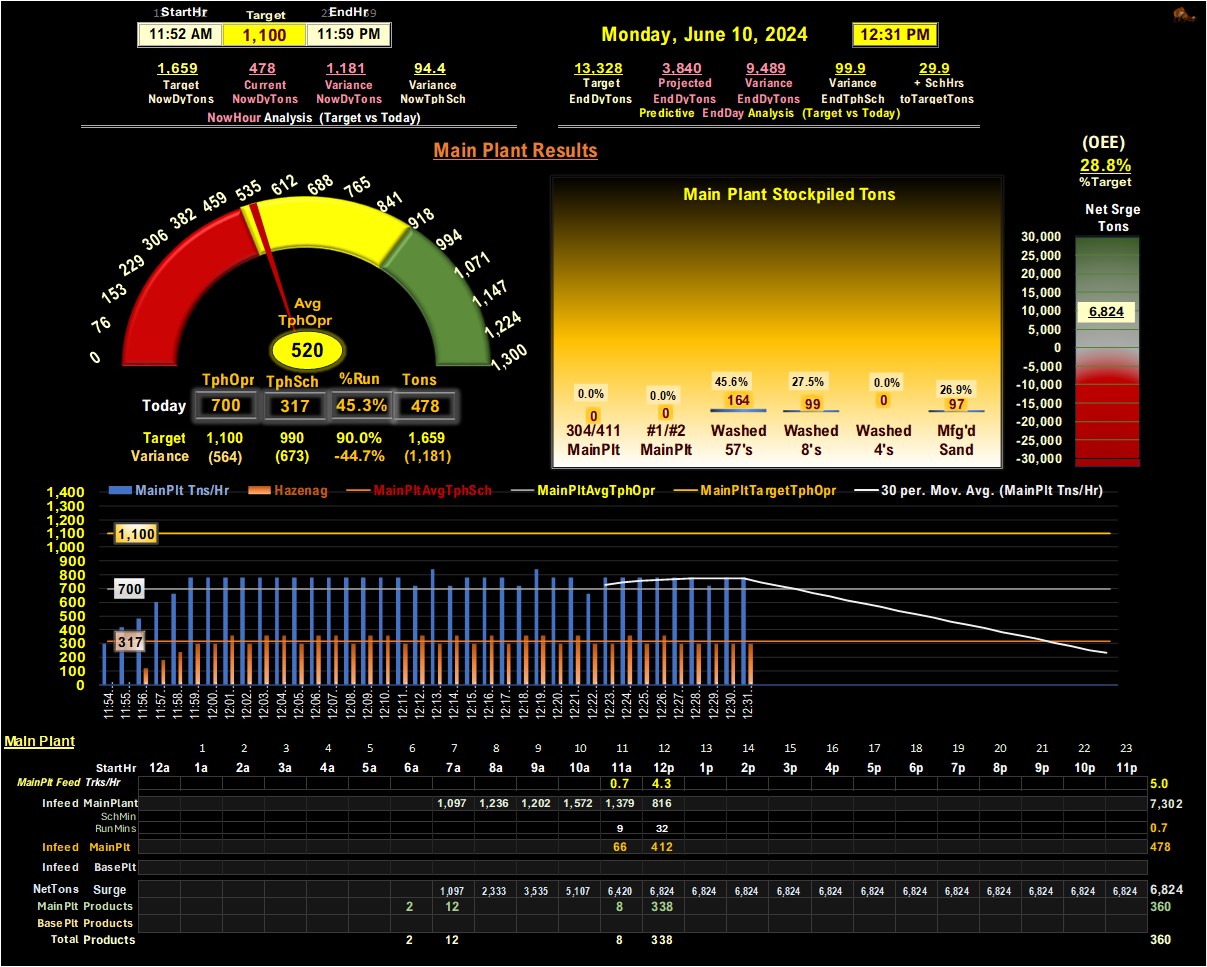 StartHr Target EndHr
11:52 AM 1,100 11:59 PM
Monday, June 10, 2024 12:31 PM
1,659 478 1,181 94.4
Target Current Variance Variance
NowDyTons NowDyTons NowDyTons NowTphSch
NowHour Analysis (Target vs Today)
13,328 3,840 9,489 99.9 29.9
Target Projected Variance Variance + SchHrs
EndDyTons EndDyTons EndDyTons EndTphSch toTargetTons
Predictive EndDay Analysis (Target vs Today)
Main Plant Results
(OEE)
28.8%
%Target
0 76 153 229 306 382 459 535 612 688 765 841 918 994 1,071 1,147 1,224 1,300
Avg
TphOpr
520
TphOpr TphSch %Run Tons
Today 700 317 45.3% 478
Target 1,100 990 90.0% 1,659
Variance (564) (673) -44.7% (1,181)
Main Plant Stockpiled Tons
0.0% 0.0% 45.6% 27.5% 0.0% 26.9%
0 0 164 99 0 97
304/411 #1/#2 Washed Washed Washed Mfg'd
MainPlt MainPlt 57's 8's 4's Sand
Net Srge
Tons
30,000
25,000
20,000
15,000
10,000
5,000
0
-5,000
-10,000
-15,000
-20,000
-25,000
-30,000
6,824
MainPlt Tns/Hr Hazenag MainPltAvgTphSch MainPltAvgTphOpr MainPltTargetTphOpr 30 per. Mov. Avg. (MainPlt Tns/Hr)
1,400
1,300
1,200
1,100
1,000
900
800
700
600
500
400
300
200
100
0
1,100
700
317
11:54.. 11:55.. 11:56.. 11:57.. 11:58.. 11:59.. 12:00.. 12:01.. 12:02.. 12:03.. 12:04.. 12:05.. 12:06.. 12:07.. 12:08.. 12:09.. 12:10.. 12:11.. 12:12.. 12:13.. 12:14.. 12:15.. 12:16.. 12:17.. 12:18.. 12:19.. 12:20.. 12:21.. 12:22.. 12:23.. 12:24.. 12:25.. 12:26.. 12:27.. 12:28.. 12:29.. 12:30.. 12:31..
Main Plant
1 2 3 4 5 6 7 8 9 10 11 12 13 14 15 16 17 18 19 20 21 22 23
StartHr 12a 1a 2a 3a 4a 5a 6a 7a 8a 9a 10a 11a 12p 1p 2p 3p 4p 5p 6p 7p 8p 9p 10p 11p
MainPlt Feed Trks/Hr 0.7 4.3 5.0
Infeed MainPlant 1,097 1,236 1,202 1,572 1,379 816 7,302
SchMin
RunMins 9 32 0.7
Infeed MainPlt 66 412 478
Infeed BasePlt
NetTons Surge 1,097 2,333 3,535 5,107 6,420 6,824 6,824 6,824 6,824 6,824 6,824 6,824 6,824 6,824 6,824 6,824 6,824 6,824
MainPlt Products 2 12 8 338 360
BasePlt Products
Total Products 2 12 8 338 360